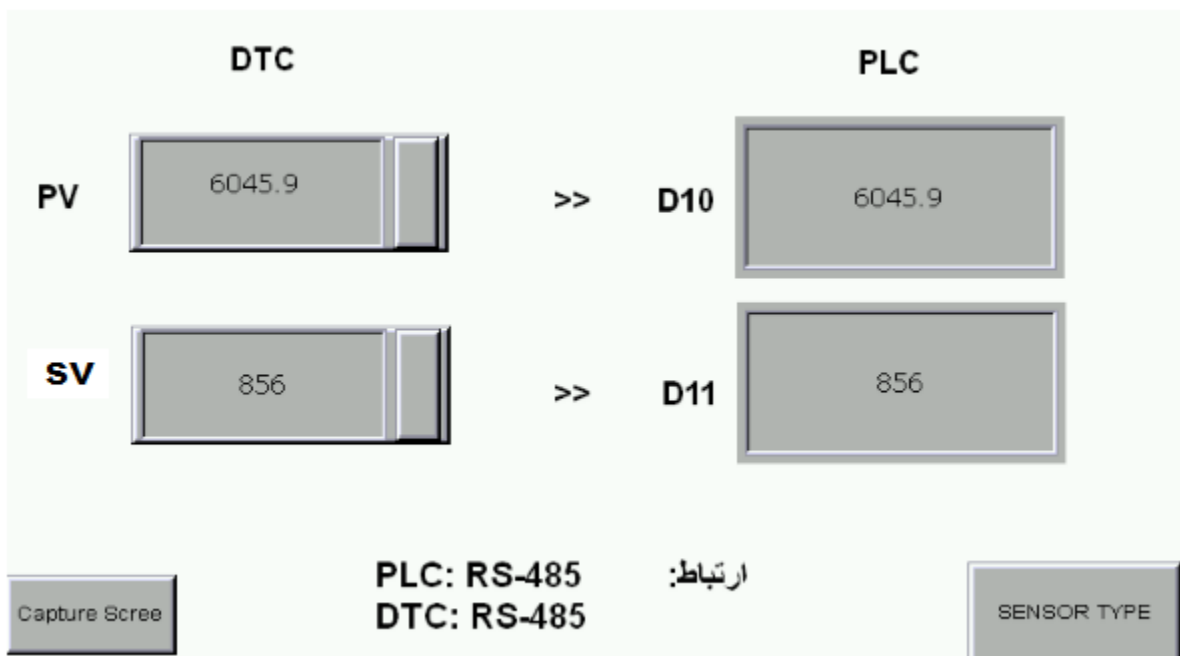 DTC PLC
PV 6045.9 >> D10 6045.9
SV 856 >> D11 856
PLC: RS-485 ارتباط:
DTC: RS-485
Capture Scree SENSOR TYPE